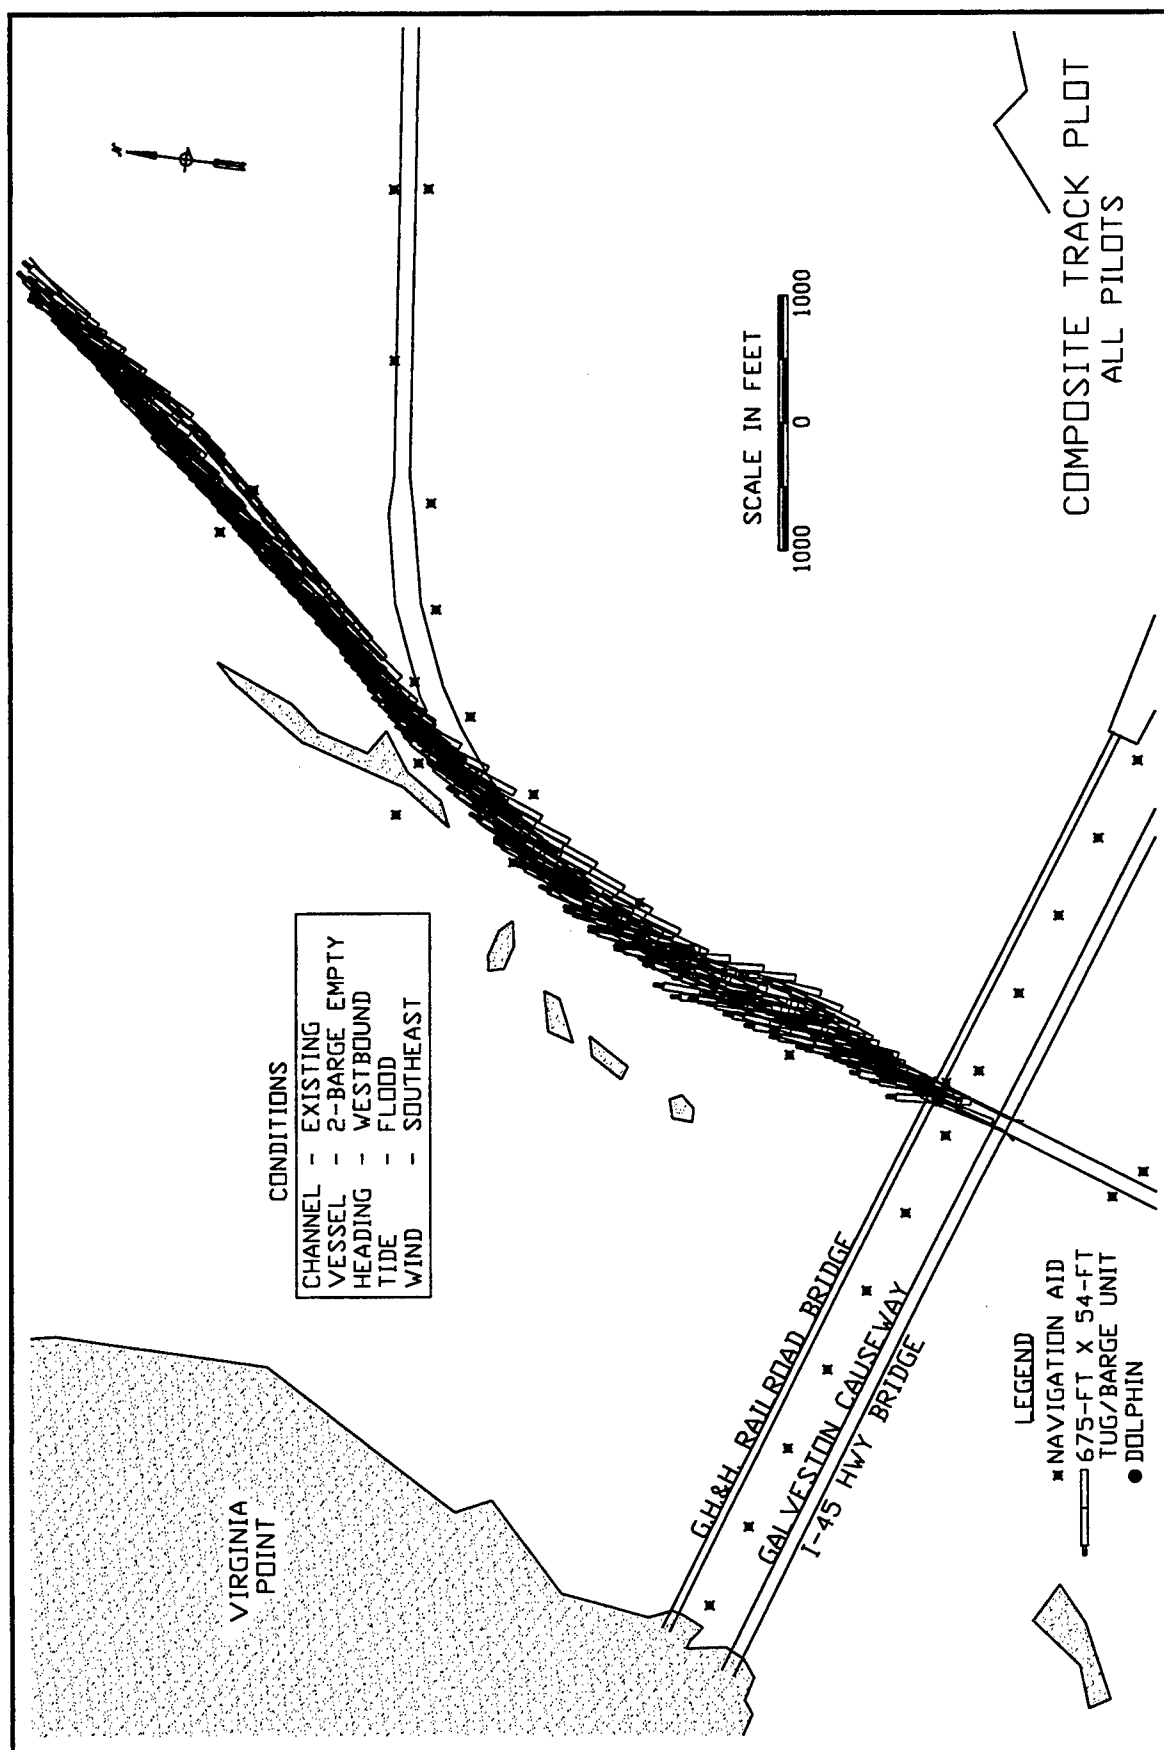 VIRGINIA
POINT
CONDITIONS
CHANNEL - EXISTING
VESSEL - 2-BARGE EMPTY
HEADING - WESTBOUND
TIDE - FLOOD
WIND - SOUTHEAST
N
G.H.&H. RAILROAD BRIDGE
GALVESTON CAUSEWAY
I-45 HWY BRIDGE
SCALE IN FEET
1000 0 1000
LEGEND
NAVIGATION AID
675-FT X 54-FT
TUG/BARGE UNIT
DOLPHIN
COMPOSITE TRACK PLOT
ALL PILOTS